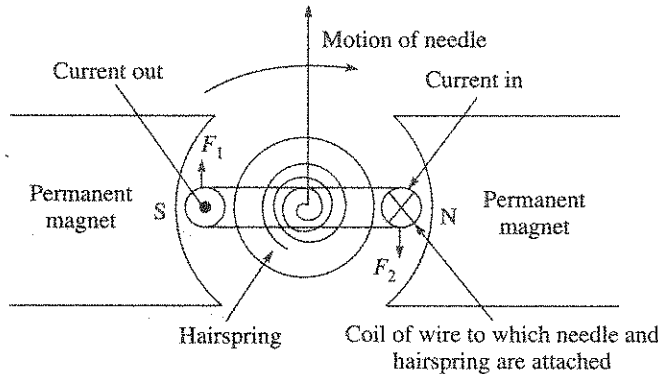 Motion of needle
Current out
Current in
F₁
Permanent
magnet
S
N
Permanent
magnet
F₂
Hairspring
Coil of wire to which needle and
hairspring are attached